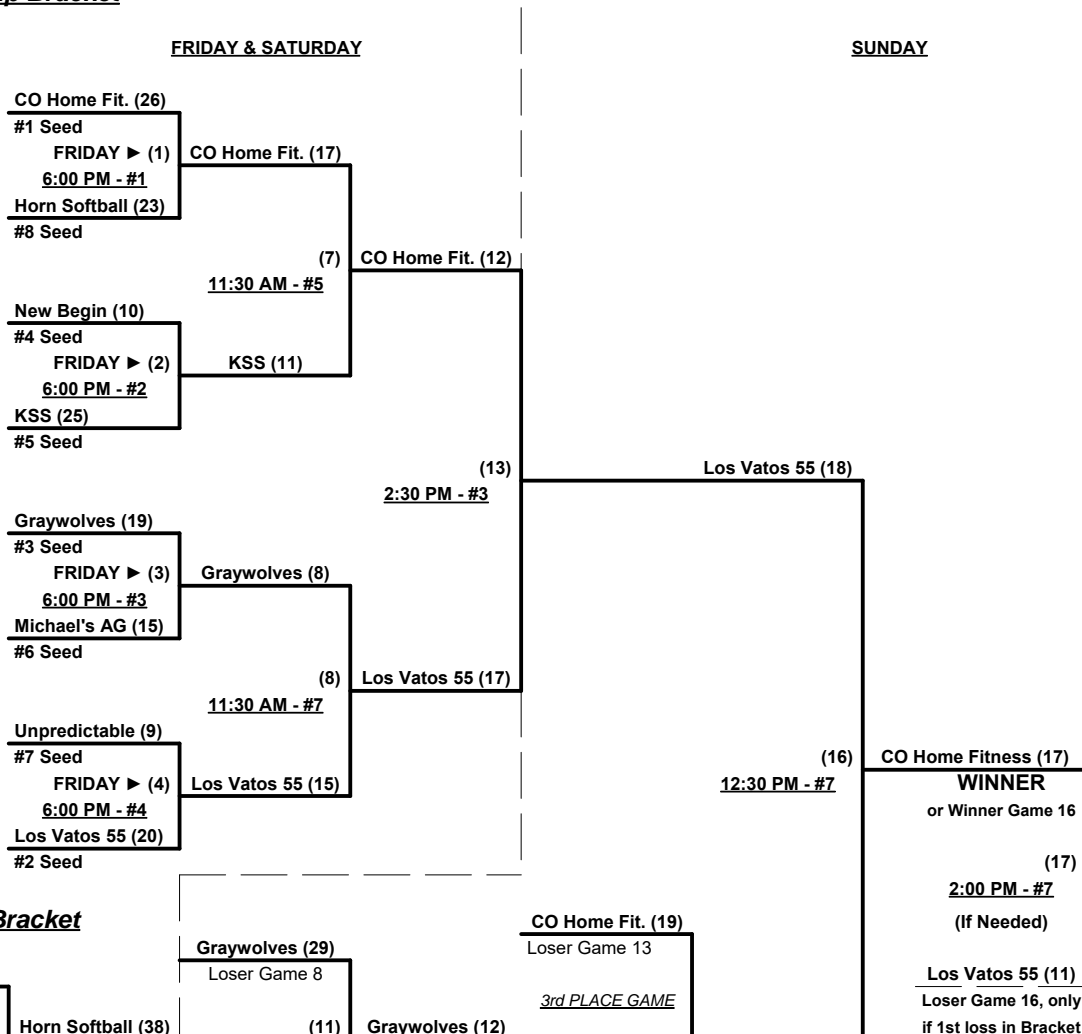 FRIDAY & SATURDAY
SUNDAY
CO Home Fit. (26)
#1 Seed
FRIDAY ► (1)
CO Home Fit. (17)
6:00 PM - #1
Horn Softball (23)
#8 Seed
(7)
CO Home Fit. (12)
11:30 AM - #5
New Begin (10)
#4 Seed
FRIDAY ► (2)
KSS (11)
6:00 PM - #2
KSS (25)
#5 Seed
(13)
Los Vatos 55 (18)
2:30 PM - #3
Graywolves (19)
#3 Seed
FRIDAY ► (3)
Graywolves (8)
6:00 PM - #3
Michael's AG (15)
#6 Seed
(8)
Los Vatos 55 (17)
11:30 AM - #7
Unpredictable (9)
#7 Seed
FRIDAY ► (4)
Los Vatos 55 (15)
6:00 PM - #4
Los Vatos 55 (20)
#2 Seed
(16)
CO Home Fitness (17)
12:30 PM - #7
WINNER
or Winner Game 16
(17)
2:00 PM - #7
(If Needed)
Bracket
CO Home Fit. (19)
Loser Game 13
Graywolves (29)
Loser Game 8
3rd PLACE GAME
Los Vatos 55 (11)
Loser Game 16, only
if 1st loss in Bracket
Horn Softball (38)
(11)
Graywolves (12)